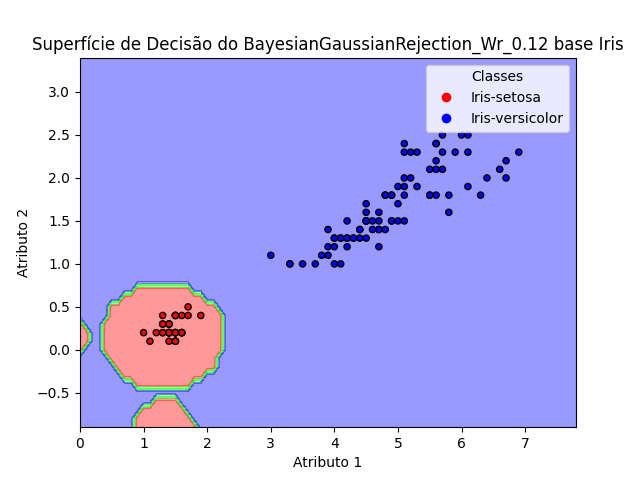 Superfície de Decisão do BayesianGaussianRejection_Wr_0.12 base Iris
Classes
Iris-setosa
Iris-versicolor
3.0
2.5
2.0
1.5
1.0
0.5
0.0
−0.5
Atributo 2
0 1 2 3 4 5 6 7
Atributo 1